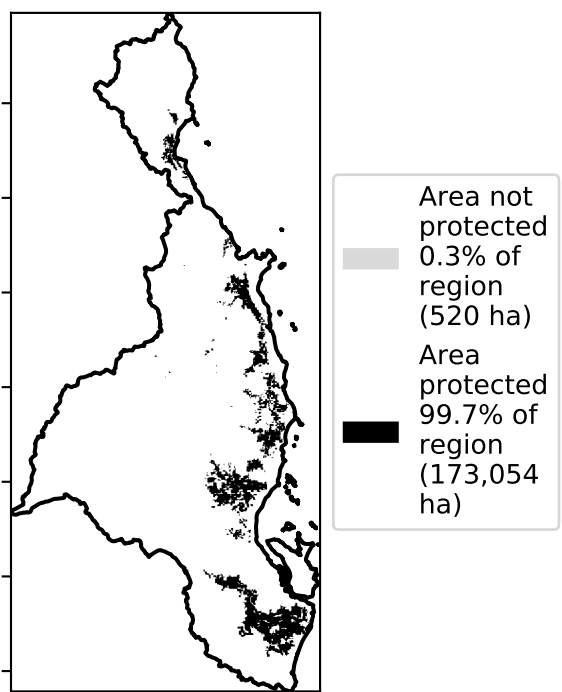 Area not
protected
0.3% of
region
(520 ha)
Area
protected
99.7% of
region
(173,054
ha)